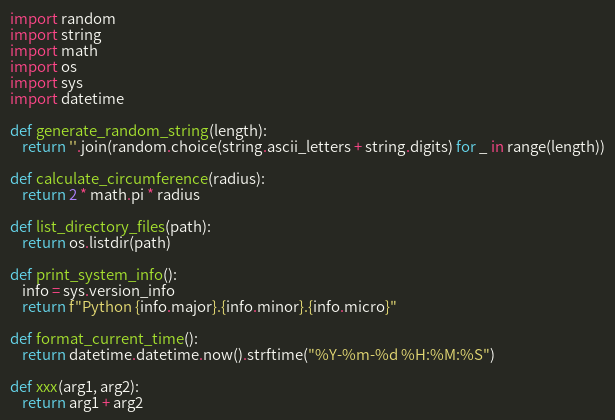 import random
import string
import math
import os
import sys
import datetime

def generate_random_string(length):
    return ''.join(random.choice(string.ascii_letters + string.digits) for _ in range(length))

def calculate_circumference(radius):
    return 2 * math.pi * radius

def list_directory_files(path):
    return os.listdir(path)

def print_system_info():
    info = sys.version_info
    return f"Python {info.major}.{info.minor}.{info.micro}"

def format_current_time():
    return datetime.datetime.now().strftime("%Y-%m-%d %H:%M:%S")

def xxx(arg1, arg2):
    return arg1 + arg2